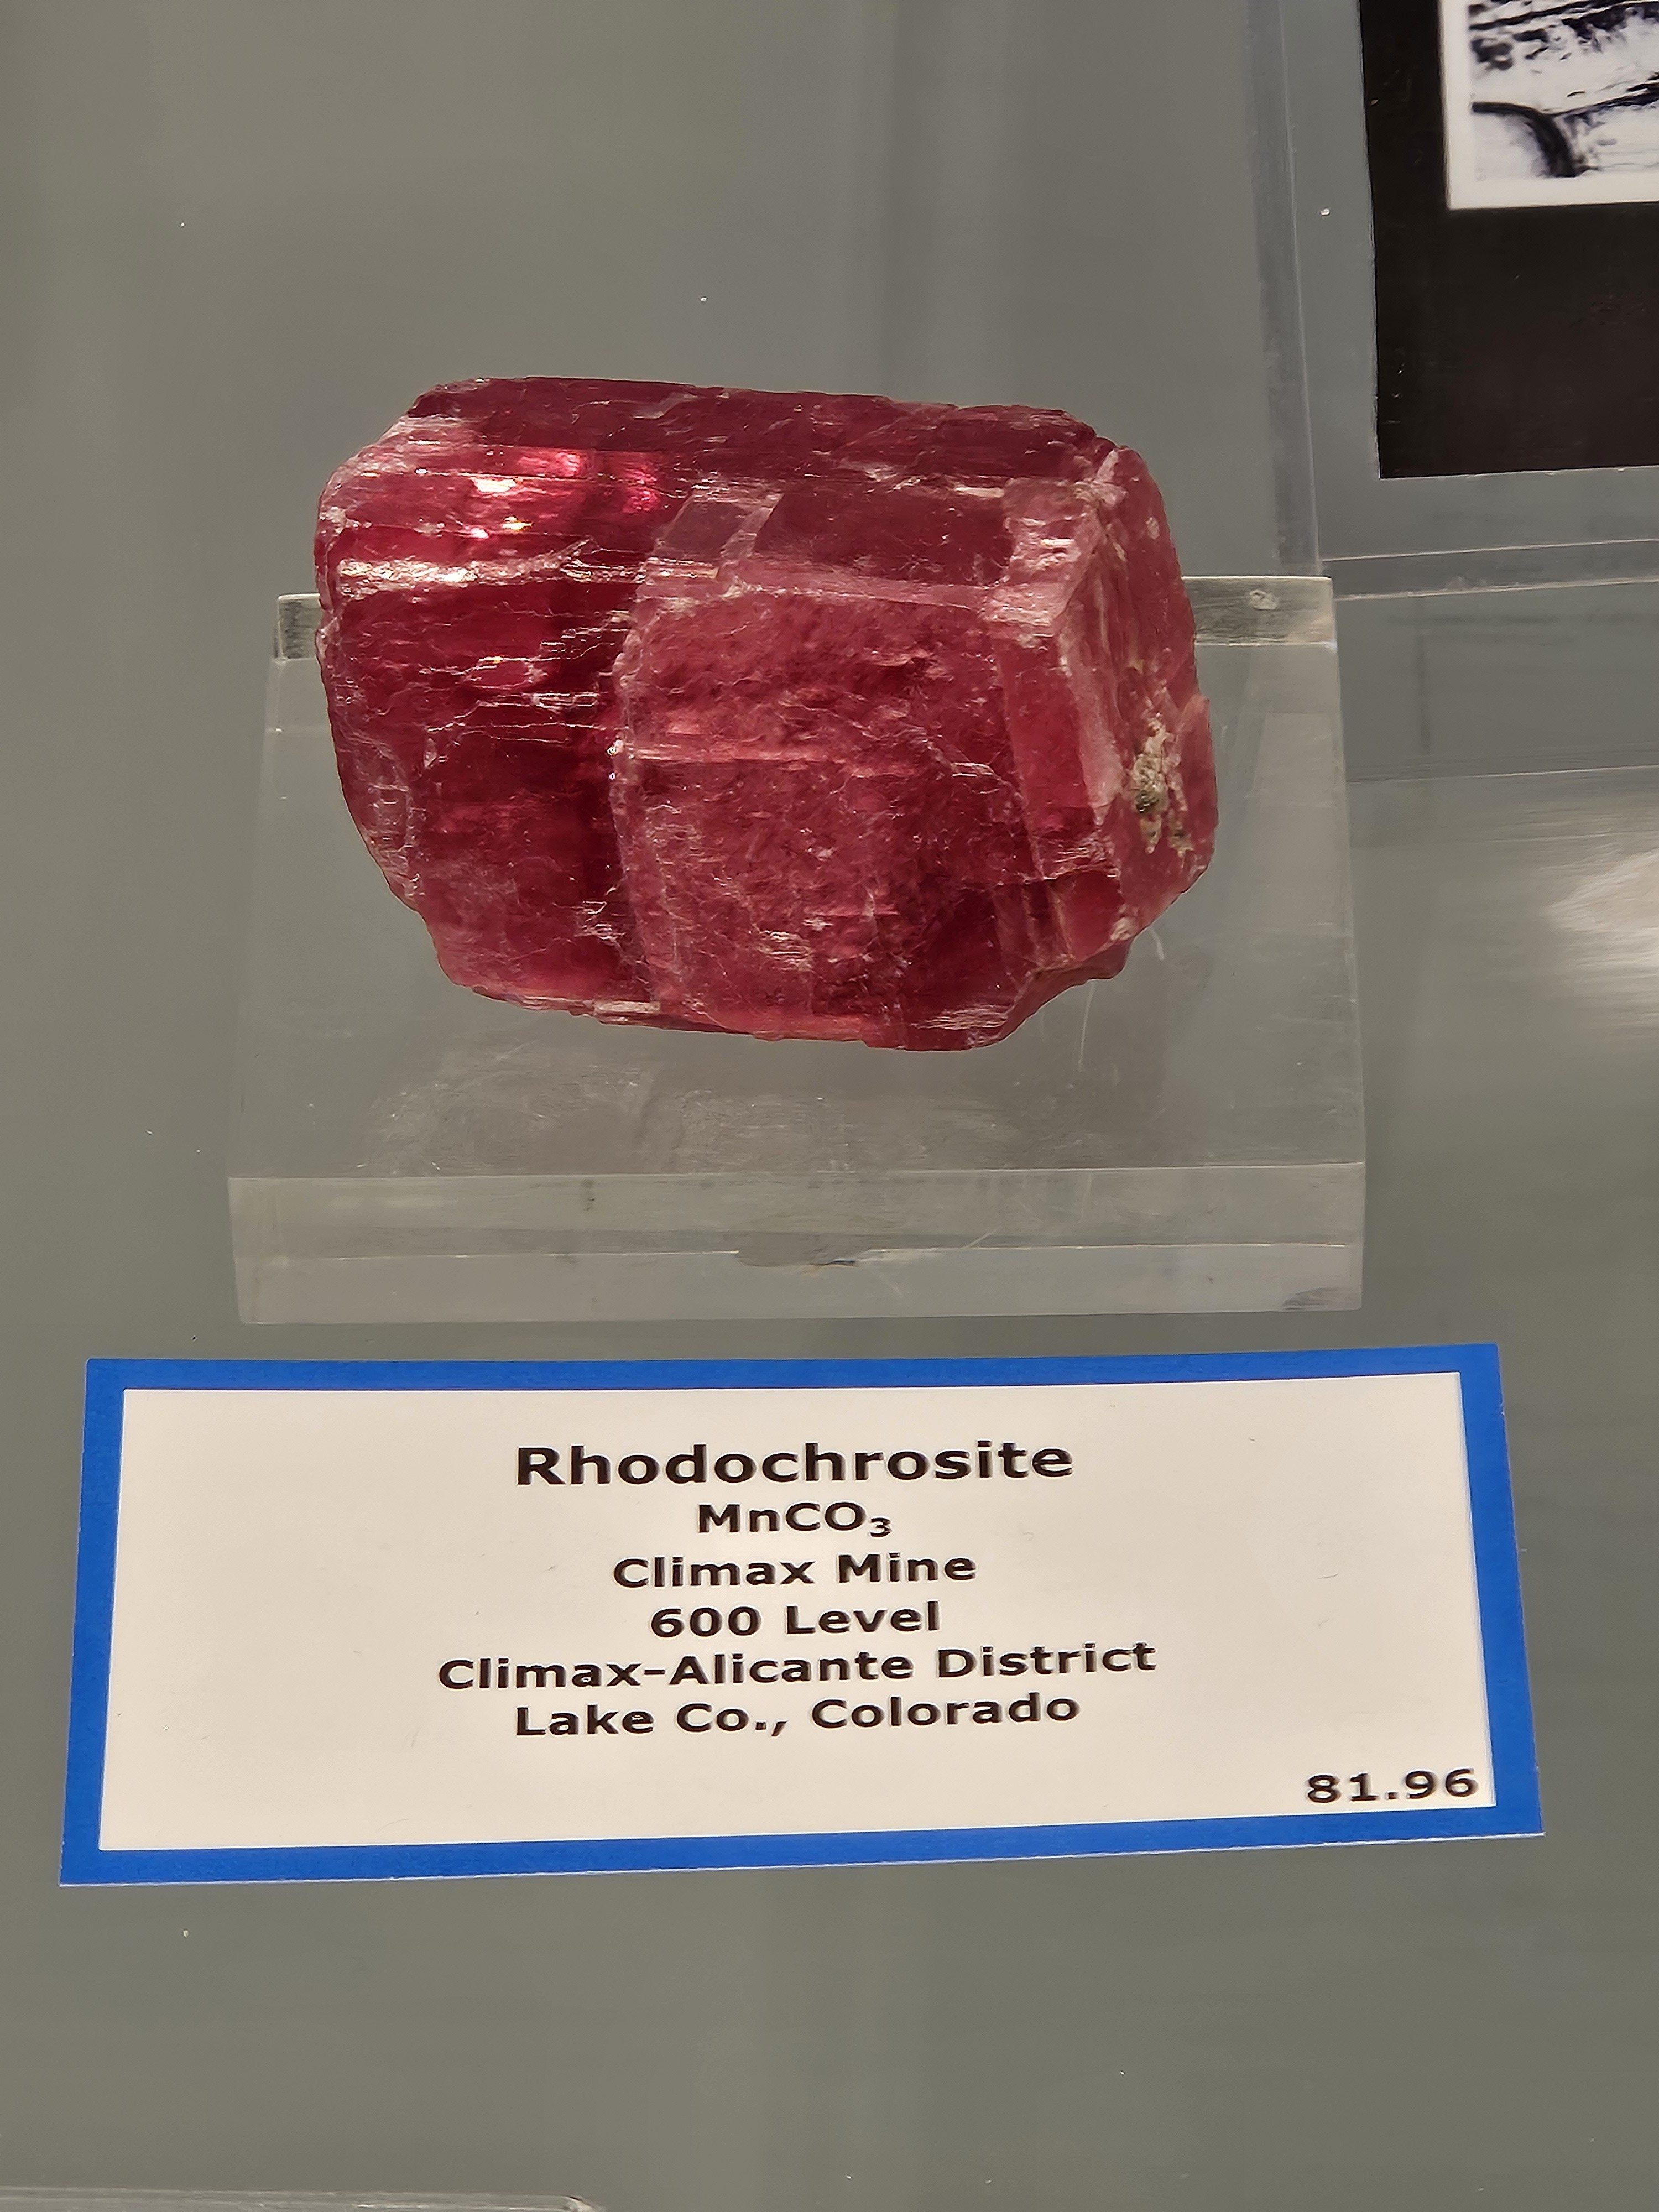 Rhodochrosite
MnCO₃
Climax Mine
600 Level
Climax-Alicante District
Lake Co., Colorado
81.96